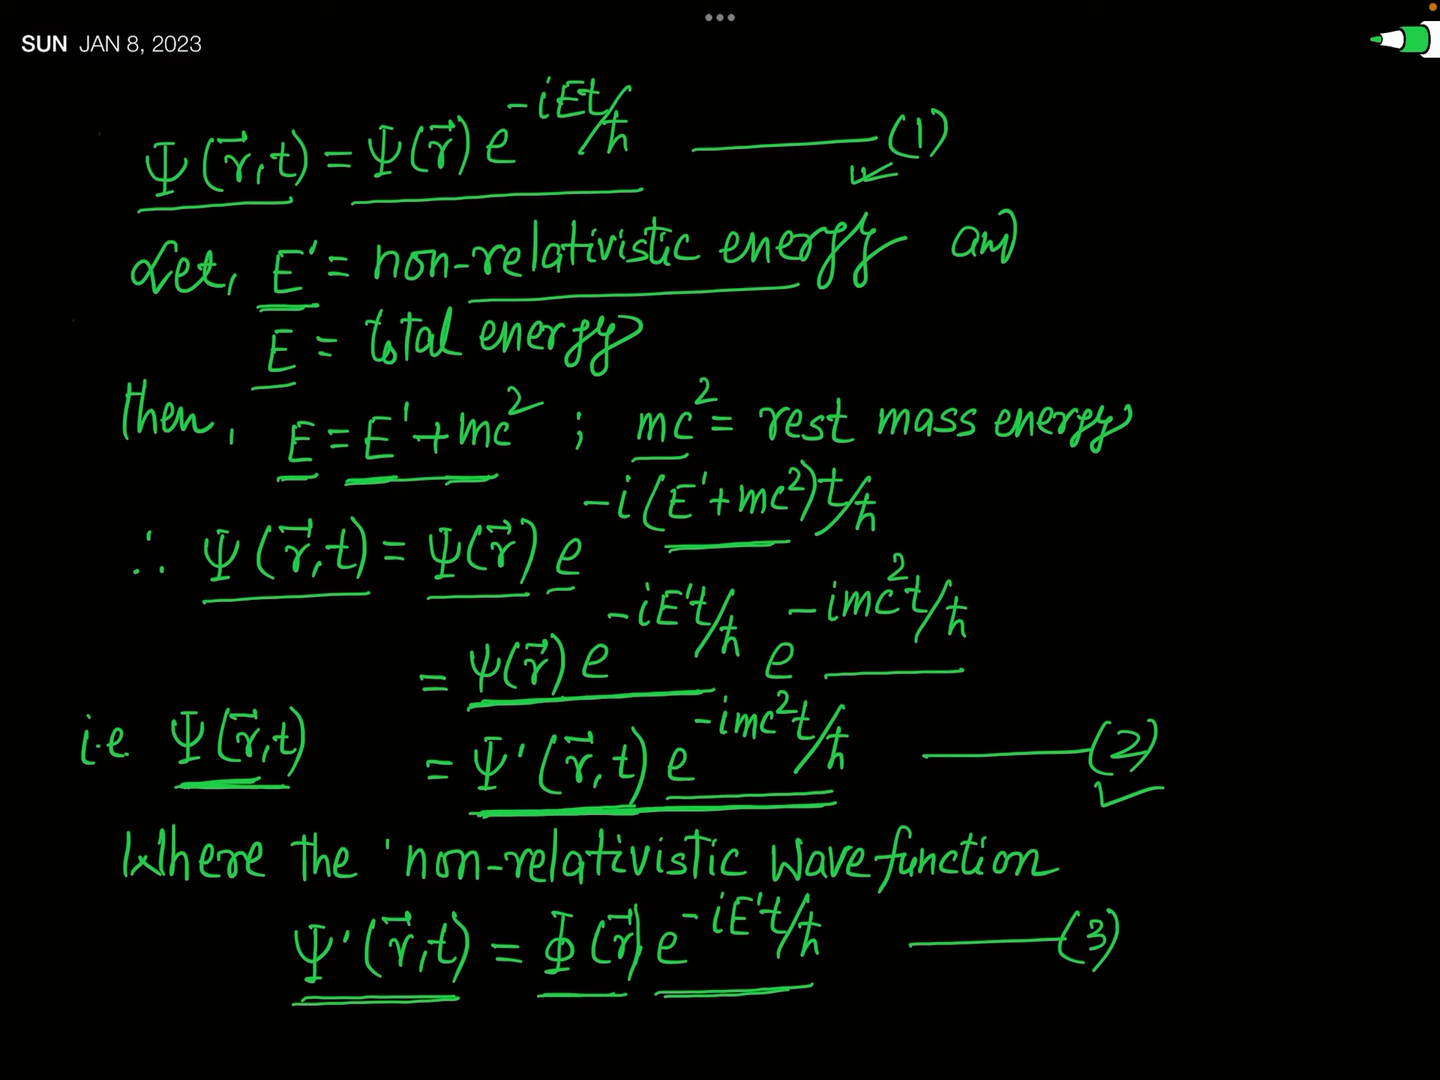 SUN JAN 8, 2023
Ψ(r⃗,t) = Ψ(r⃗) e^{-iEt/ħ} ——— (1)
Let, E' = non-relativistic energy and
E = total energy
then, E = E'+mc² ; mc² = rest mass energy
∴ Ψ(r⃗,t) = Ψ(r⃗) e^{-i(E'+mc²)t/ħ}
= Ψ(r⃗) e^{-iE't/ħ} e^{-imc²t/ħ}
i.e Ψ(r⃗,t) = Ψ'(r⃗,t) e^{-imc²t/ħ} ——— (2)
Where the 'non-relativistic wave function
Ψ'(r⃗,t) = Φ(r⃗) e^{-iE't/ħ} ——— (3)